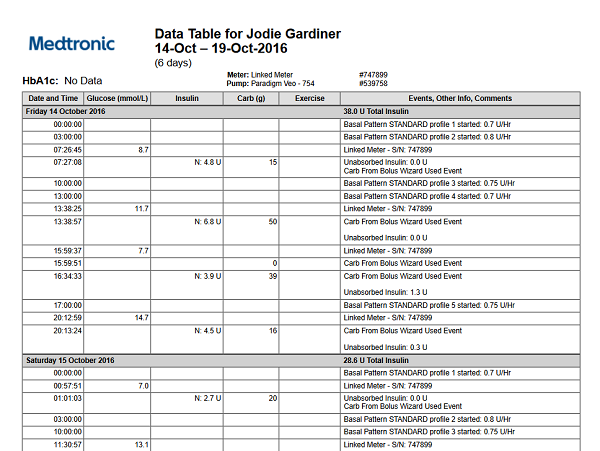 Medtronic
Data Table for Jodie Gardiner
14-Oct – 19-Oct-2016
(6 days)
HbA1c: No Data
Meter: Linked Meter #747899
Pump: Paradigm Veo - 754 #539758
Date and Time Glucose (mmol/L) Insulin Carb (g) Exercise Events, Other Info, Comments
Friday 14 October 2016 38.0 U Total Insulin
00:00:00 Basal Pattern STANDARD profile 1 started: 0.7 U/Hr
03:00:00 Basal Pattern STANDARD profile 2 started: 0.8 U/Hr
07:26:45 8.7 Linked Meter - S/N: 747899
07:27:08 N: 4.8 U 15 Unabsorbed Insulin: 0.0 U
Carb From Bolus Wizard Used Event
10:00:00 Basal Pattern STANDARD profile 3 started: 0.75 U/Hr
13:00:00 Basal Pattern STANDARD profile 4 started: 0.7 U/Hr
13:38:25 11.7 Linked Meter - S/N: 747899
13:38:57 N: 6.8 U 50 Carb From Bolus Wizard Used Event
Unabsorbed Insulin: 0.0 U
15:59:37 7.7 Linked Meter - S/N: 747899
15:59:51 0 Carb From Bolus Wizard Used Event
16:34:33 N: 3.9 U 39 Carb From Bolus Wizard Used Event
Unabsorbed Insulin: 1.3 U
17:00:00 Basal Pattern STANDARD profile 5 started: 0.75 U/Hr
20:12:59 14.7 Linked Meter - S/N: 747899
20:13:24 N: 4.5 U 16 Carb From Bolus Wizard Used Event
Unabsorbed Insulin: 0.3 U
Saturday 15 October 2016 28.6 U Total Insulin
00:00:00 Basal Pattern STANDARD profile 1 started: 0.7 U/Hr
00:57:51 7.0 Linked Meter - S/N: 747899
01:01:03 N: 2.7 U 20 Unabsorbed Insulin: 0.0 U
Carb From Bolus Wizard Used Event
03:00:00 Basal Pattern STANDARD profile 2 started: 0.8 U/Hr
10:00:00 Basal Pattern STANDARD profile 3 started: 0.75 U/Hr
11:30:57 13.1 Linked Meter - S/N: 747899